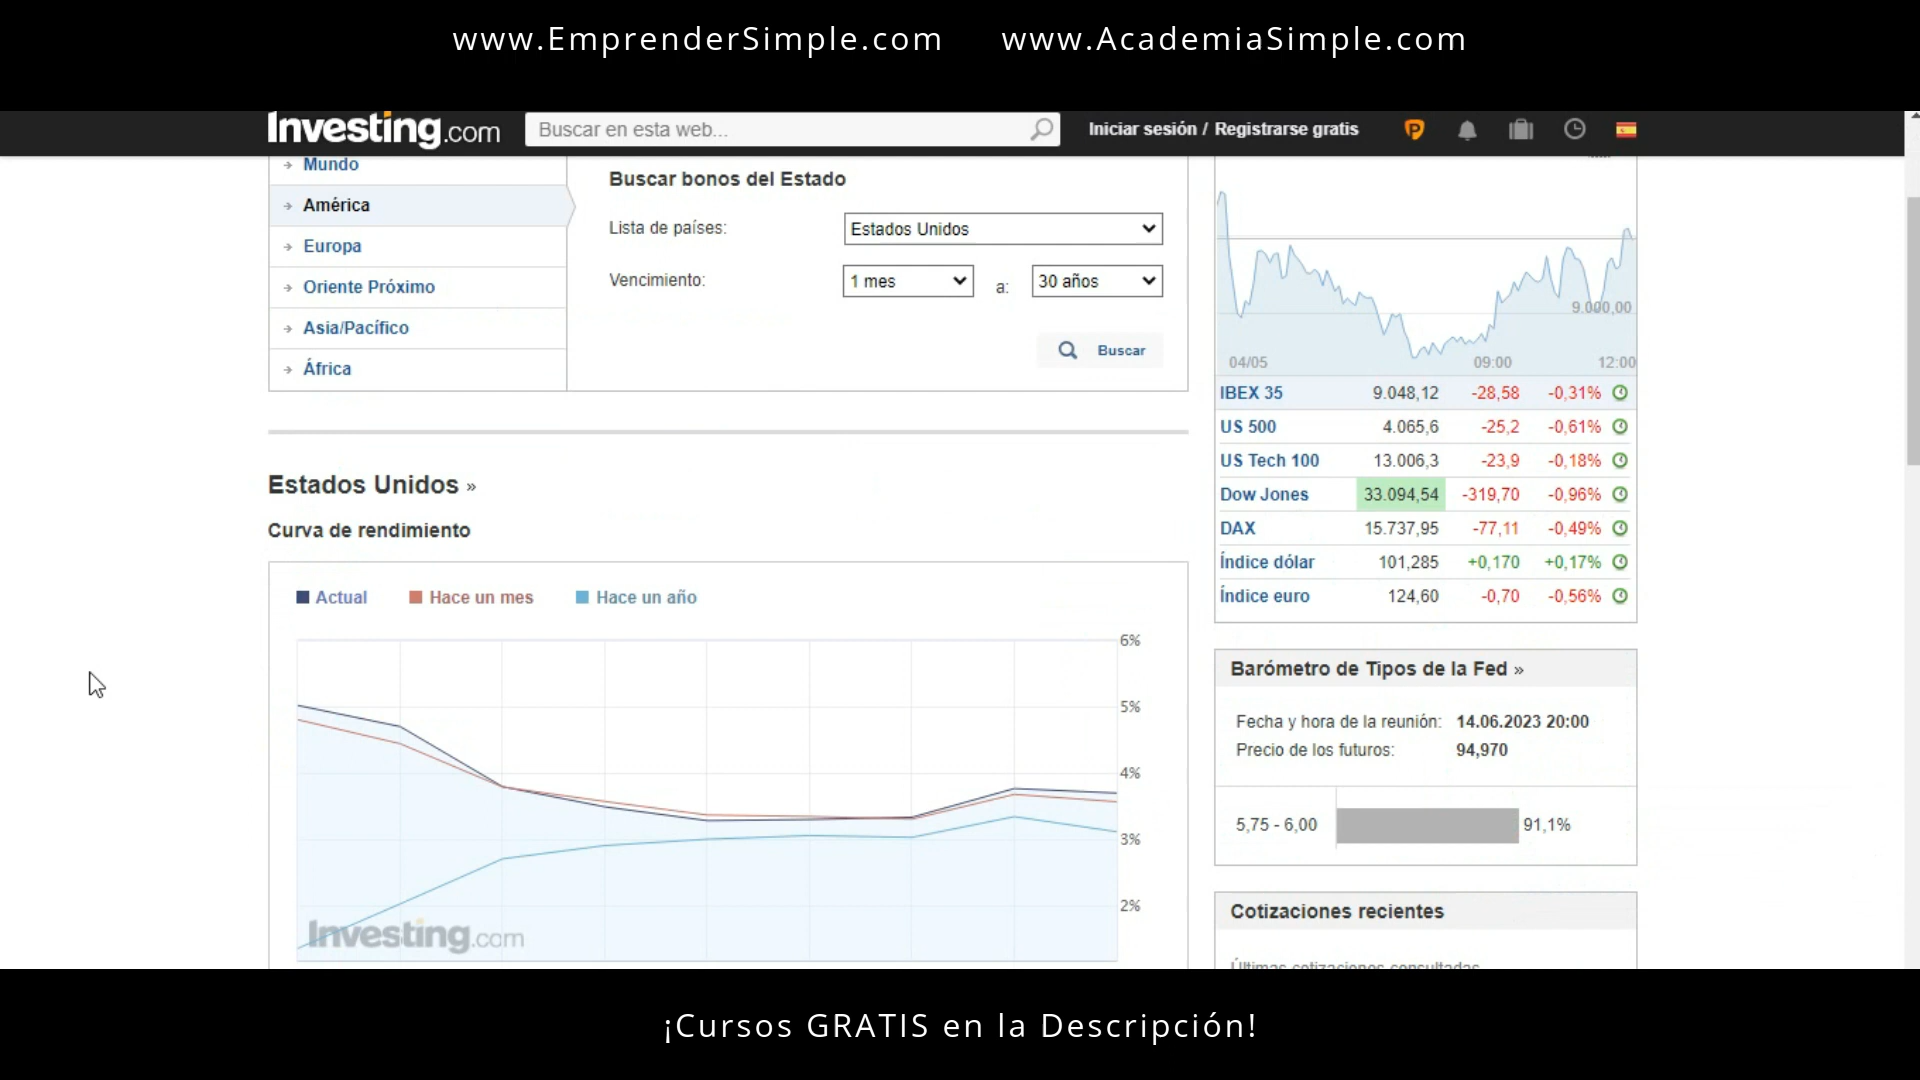 www.EmprenderSimple.com www.AcademiaSimple.com
Investing.com Buscar en esta web... Iniciar sesión / Registrarse gratis
Mundo
América
Europa
Oriente Próximo
Asia/Pacífico
África
Buscar bonos del Estado
Lista de países: Estados Unidos
Vencimiento: 1 mes a: 30 años
Buscar
Estados Unidos »
Curva de rendimiento
Actual Hace un mes Hace un año
6%
5%
4%
3%
2%
Investing.com
9.000,00
04/05 09:00 12:00
IBEX 35 9.048,12 -28,58 -0,31%
US 500 4.065,6 -25,2 -0,61%
US Tech 100 13.006,3 -23,9 -0,18%
Dow Jones 33.094,54 -319,70 -0,96%
DAX 15.737,95 -77,11 -0,49%
Índice dólar 101,285 +0,170 +0,17%
Índice euro 124,60 -0,70 -0,56%
Barómetro de Tipos de la Fed »
Fecha y hora de la reunión: 14.06.2023 20:00
Precio de los futuros: 94,970
5,75 - 6,00 91,1%
Cotizaciones recientes
Últimas cotizaciones consultadas
¡Cursos GRATIS en la Descripción!